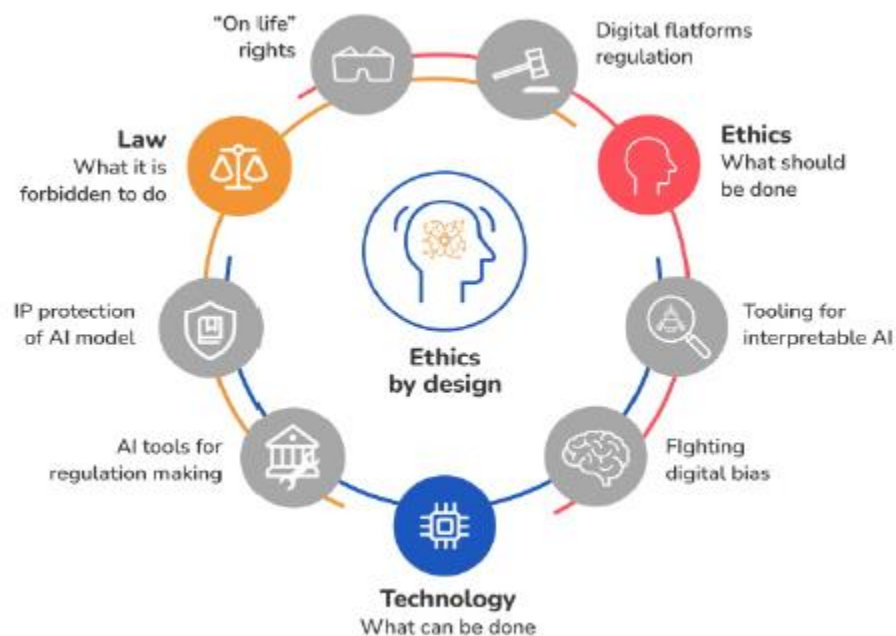 “On life”
rights
Digital flatforms
regulation
Law
What it is
forbidden to do
Ethics
What should
be done
IP protection
of AI model
Tooling for
interpretable AI
Ethics
by design
AI tools for
regulation making
FIghting
digital bias
Technology
What can be done